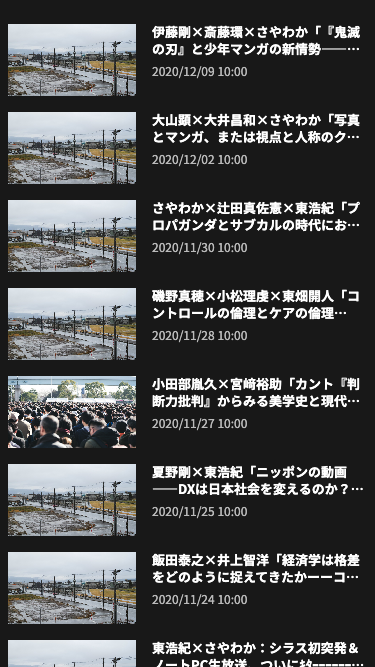 伊藤剛×斎藤環×さやわか「『鬼滅
の刃』と少年マンガの新情勢——…
2020/12/09 10:00
大山顕×大井昌和×さやわか「写真
とマンガ、または視点と人称のク…
2020/12/02 10:00
さやわか×辻田真佐憲×東浩紀「プ
ロパガンダとサブカルの時代にお…
2020/11/30 10:00
磯野真穂×小松理虔×東畑開人「コ
ントロールの倫理とケアの倫理…
2020/11/28 10:00
小田部胤久×宮﨑裕助「カント『判
断力批判』からみる美学史と現代…
2020/11/27 10:00
夏野剛×東浩紀「ニッポンの動画
——DXは日本社会を変えるのか？…
2020/11/25 10:00
飯田泰之×井上智洋「経済学は格差
をどのように捉えてきたかーーコ…
2020/11/24 10:00
東浩紀×さやわか：シラス初突発＆
ノートPC生放送、ついに